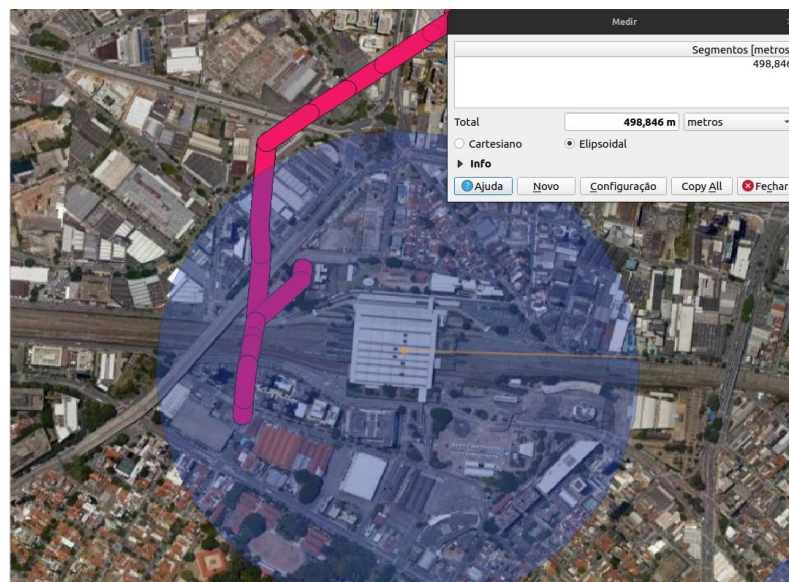 Medir
Segmentos [metros
498,846
Total
498,846 m
metros
Cartesiano
Elipsoidal
Info
Ajuda
Novo
Configuração
Copy All
Fechar